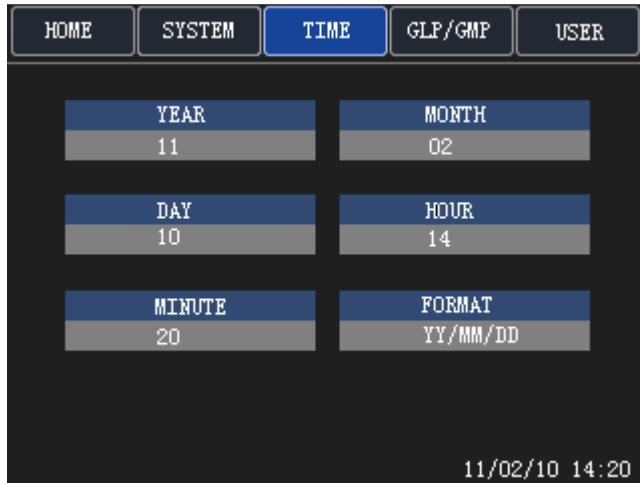 HOME SYSTEM TIME GLP/GMP USER
YEAR MONTH
11 02
DAY HOUR
10 14
MINUTE FORMAT
20 YY/MM/DD
11/02/10 14:20